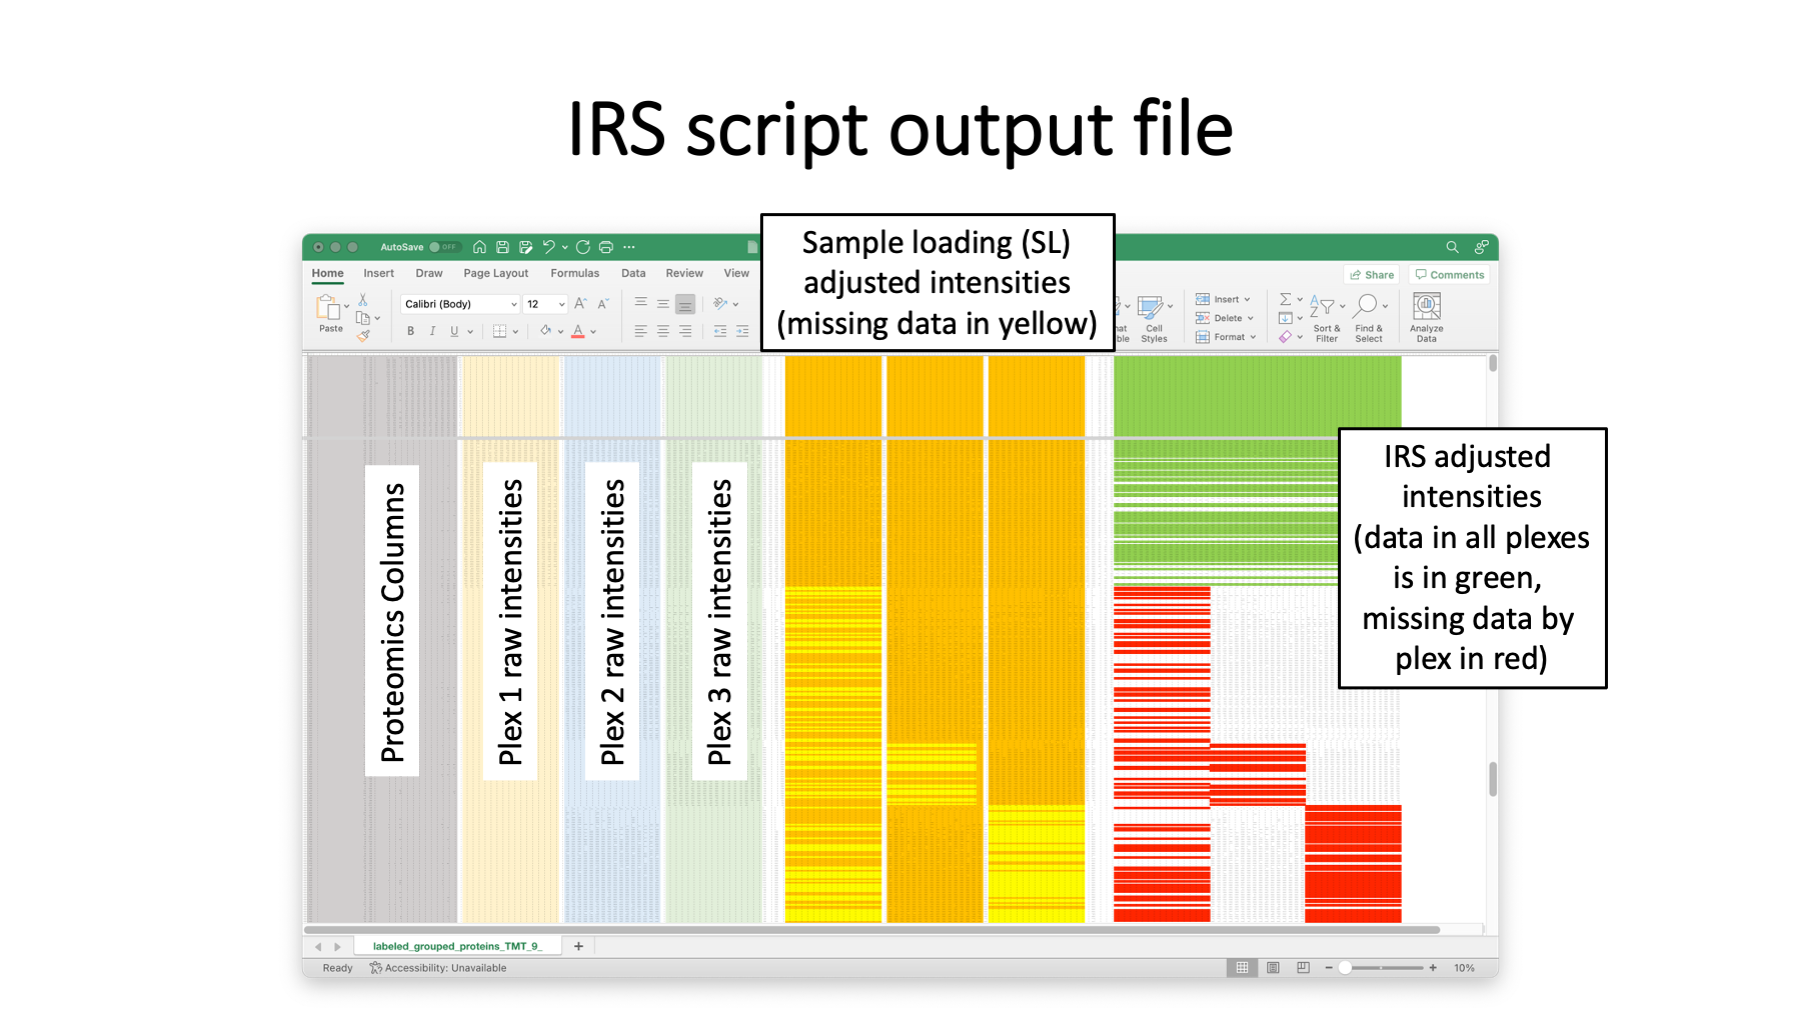 IRS script output file
Sample loading (SL)
adjusted intensities
(missing data in yellow)
AutoSave OFF
Home Insert Draw Page Layout Formulas Data Review View
Share Comments
Paste
Calibri (Body) 12
B I U
Cell
Styles
Insert
Delete
Format
Sort &
Filter
Find &
Select
Analyze
Data
Proteomics Columns
Plex 1 raw intensities
Plex 2 raw intensities
Plex 3 raw intensities
IRS adjusted
intensities
(data in all plexes
is in green,
missing data by
plex in red)
labeled_grouped_proteins_TMT_9_
Ready Accessibility: Unavailable
10%